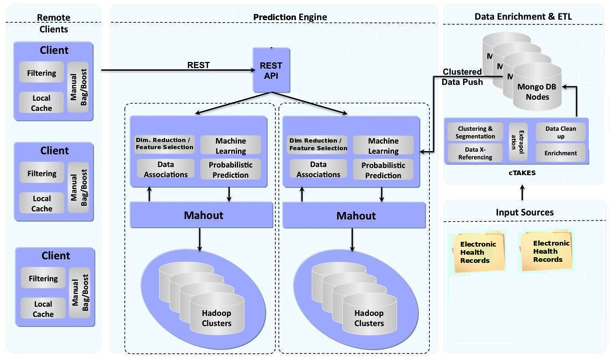 Remote
Clients
Client
Filtering
Local
Cache
Manual
Bag/Boost
Client
Filtering
Local
Cache
Manual
Bag/Boost
Client
Filtering
Local
Cache
Manual
Bag/Boost
Prediction Engine
REST
REST
API
Dim. Reduction /
Feature Selection
Machine
Learning
Data
Associations
Probabilistic
Prediction
Mahout
Hadoop
Clusters
Dim Reduction /
Feature Selection
Machine
Learning
Data
Associations
Probabilistic
Prediction
Mahout
Hadoop
Clusters
Data Enrichment & ETL
Clustered
Data Push
M
M
M
Mongo DB
Nodes
Clustering &
Segmentation
Data X-
Referencing
Extrapol
ation
Data Clean
up
Enrichment
cTAKES
Input Sources
Electronic
Health
Records
Electronic
Health
Records